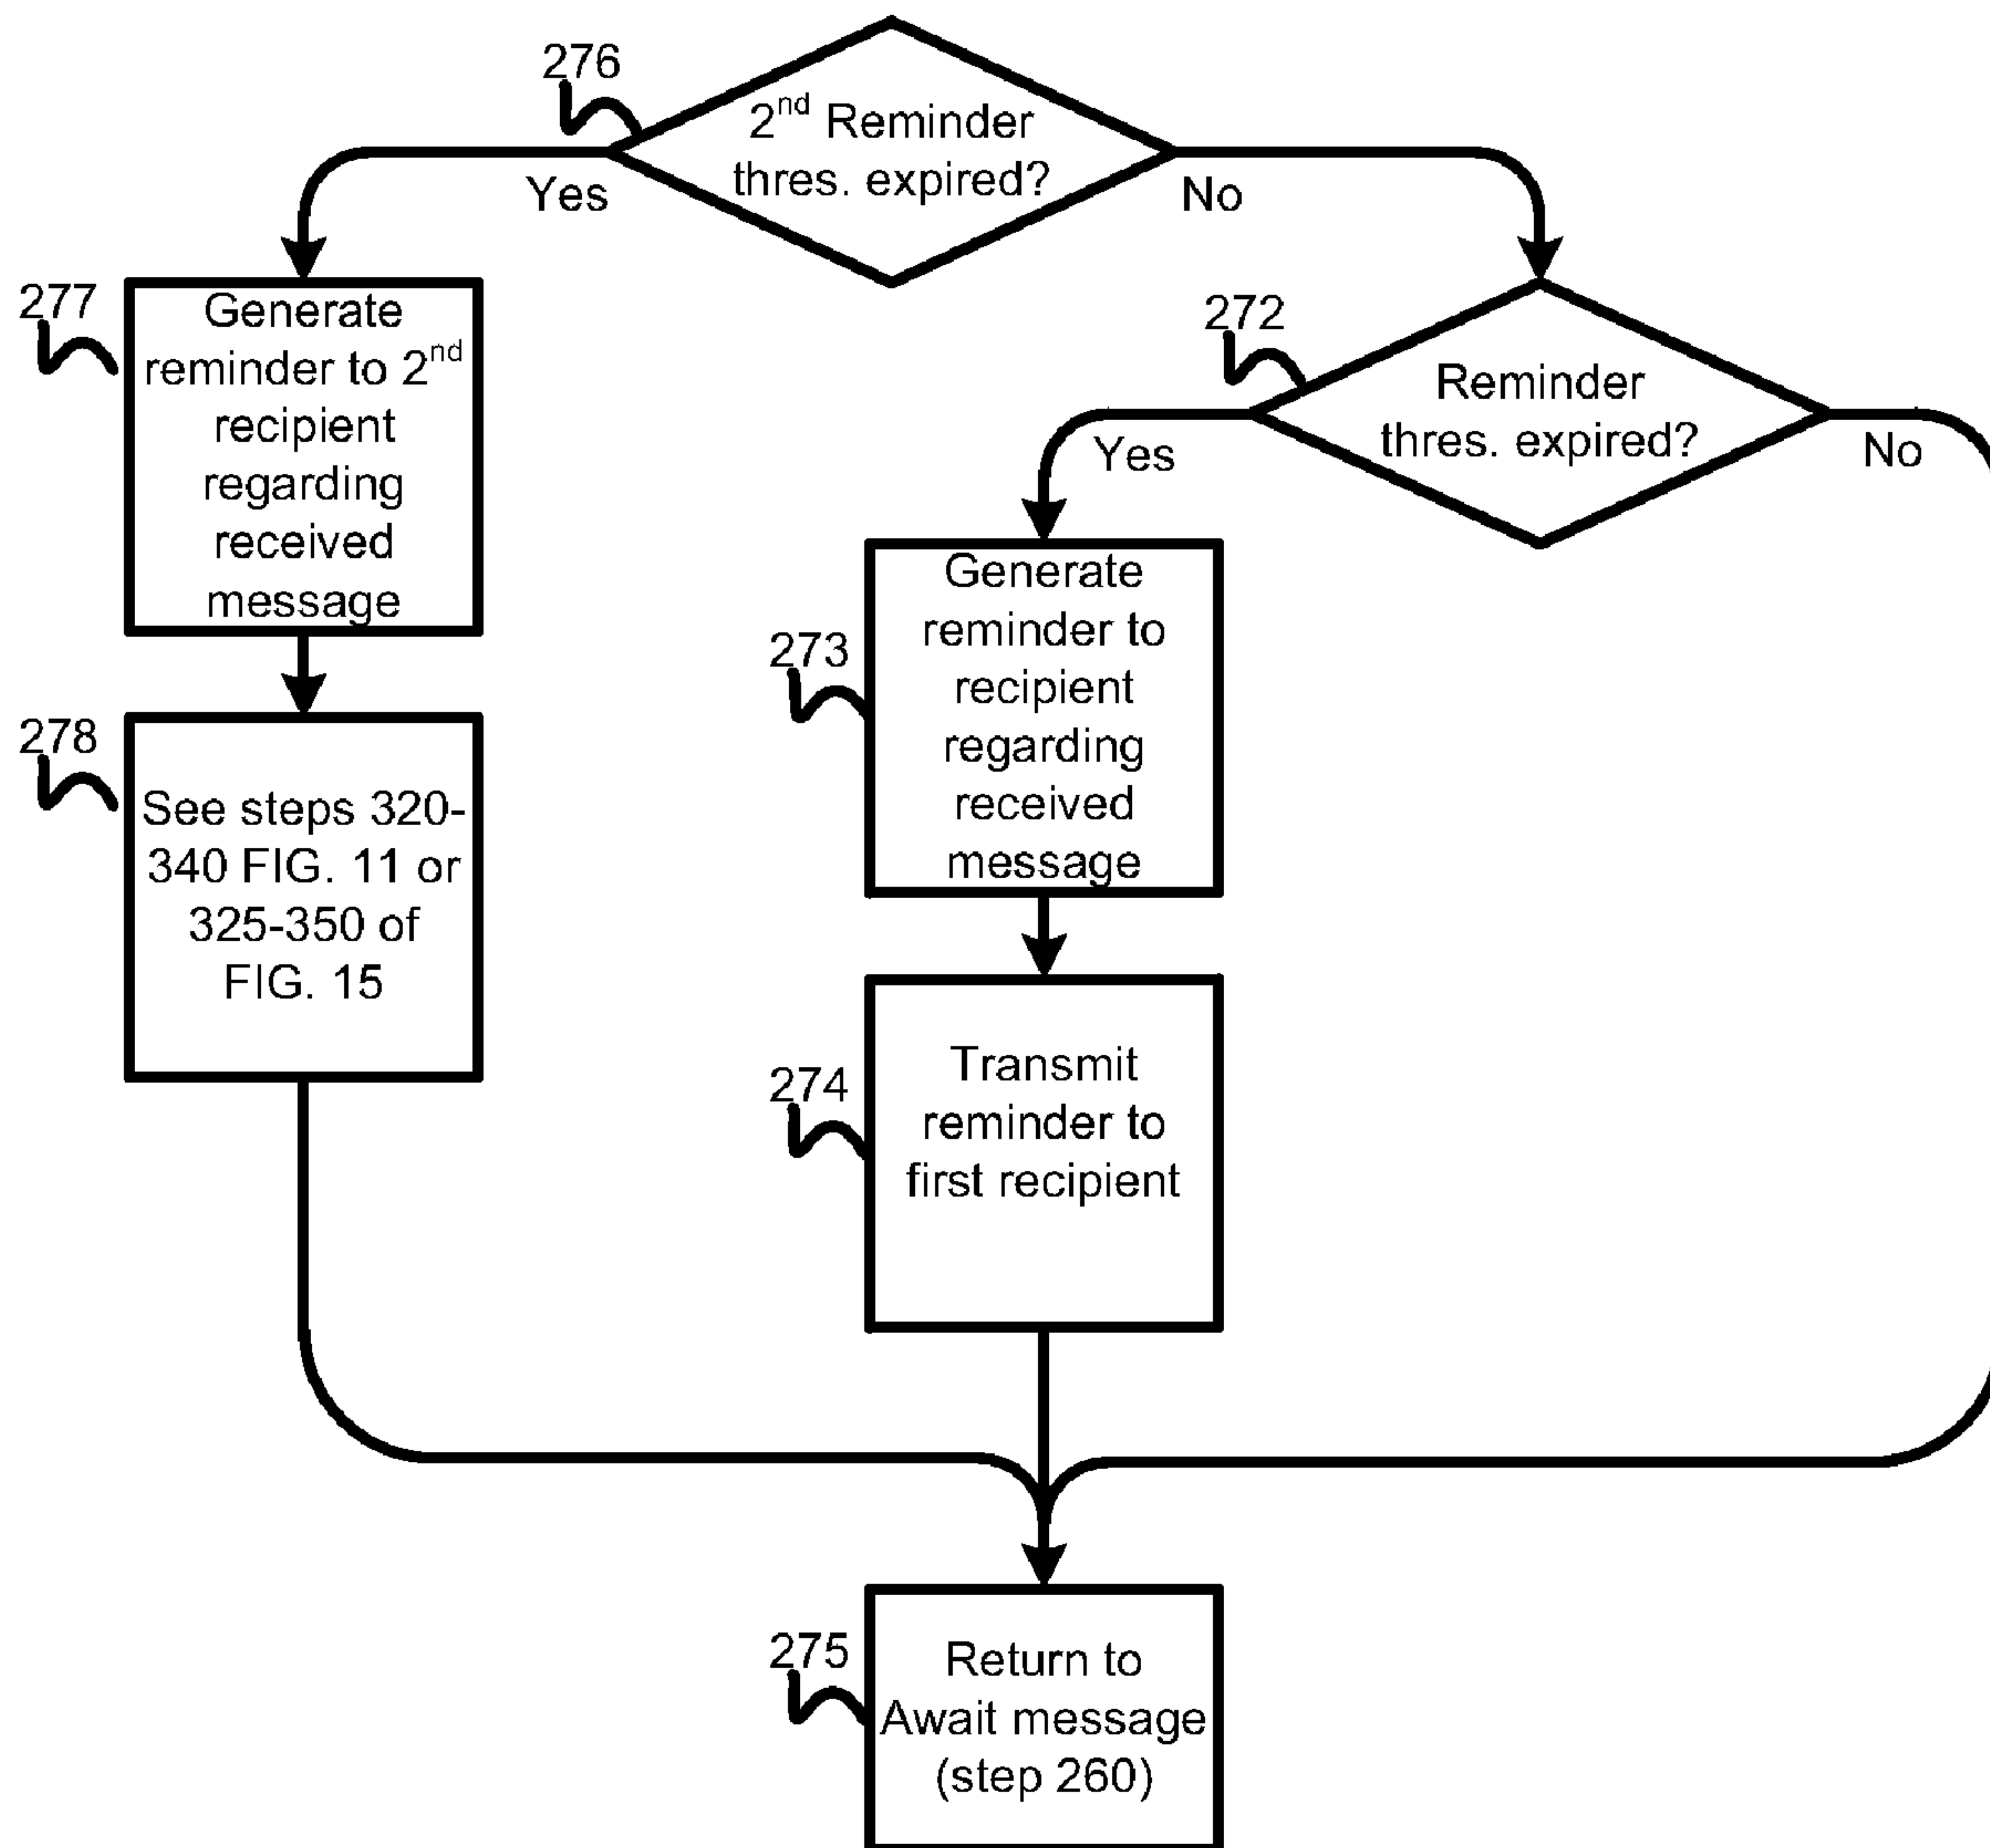 276
2nd Reminder
thres. expired?
Yes
No
277
Generate
reminder to 2nd
recipient
regarding
received
message
272
Reminder
thres. expired?
Yes
No
273
Generate
reminder to
recipient
regarding
received
message
278
See steps 320-
340 FIG. 11 or
325-350 of
FIG. 15
274
Transmit
reminder to
first recipient
275
Return to
Await message
(step 260)